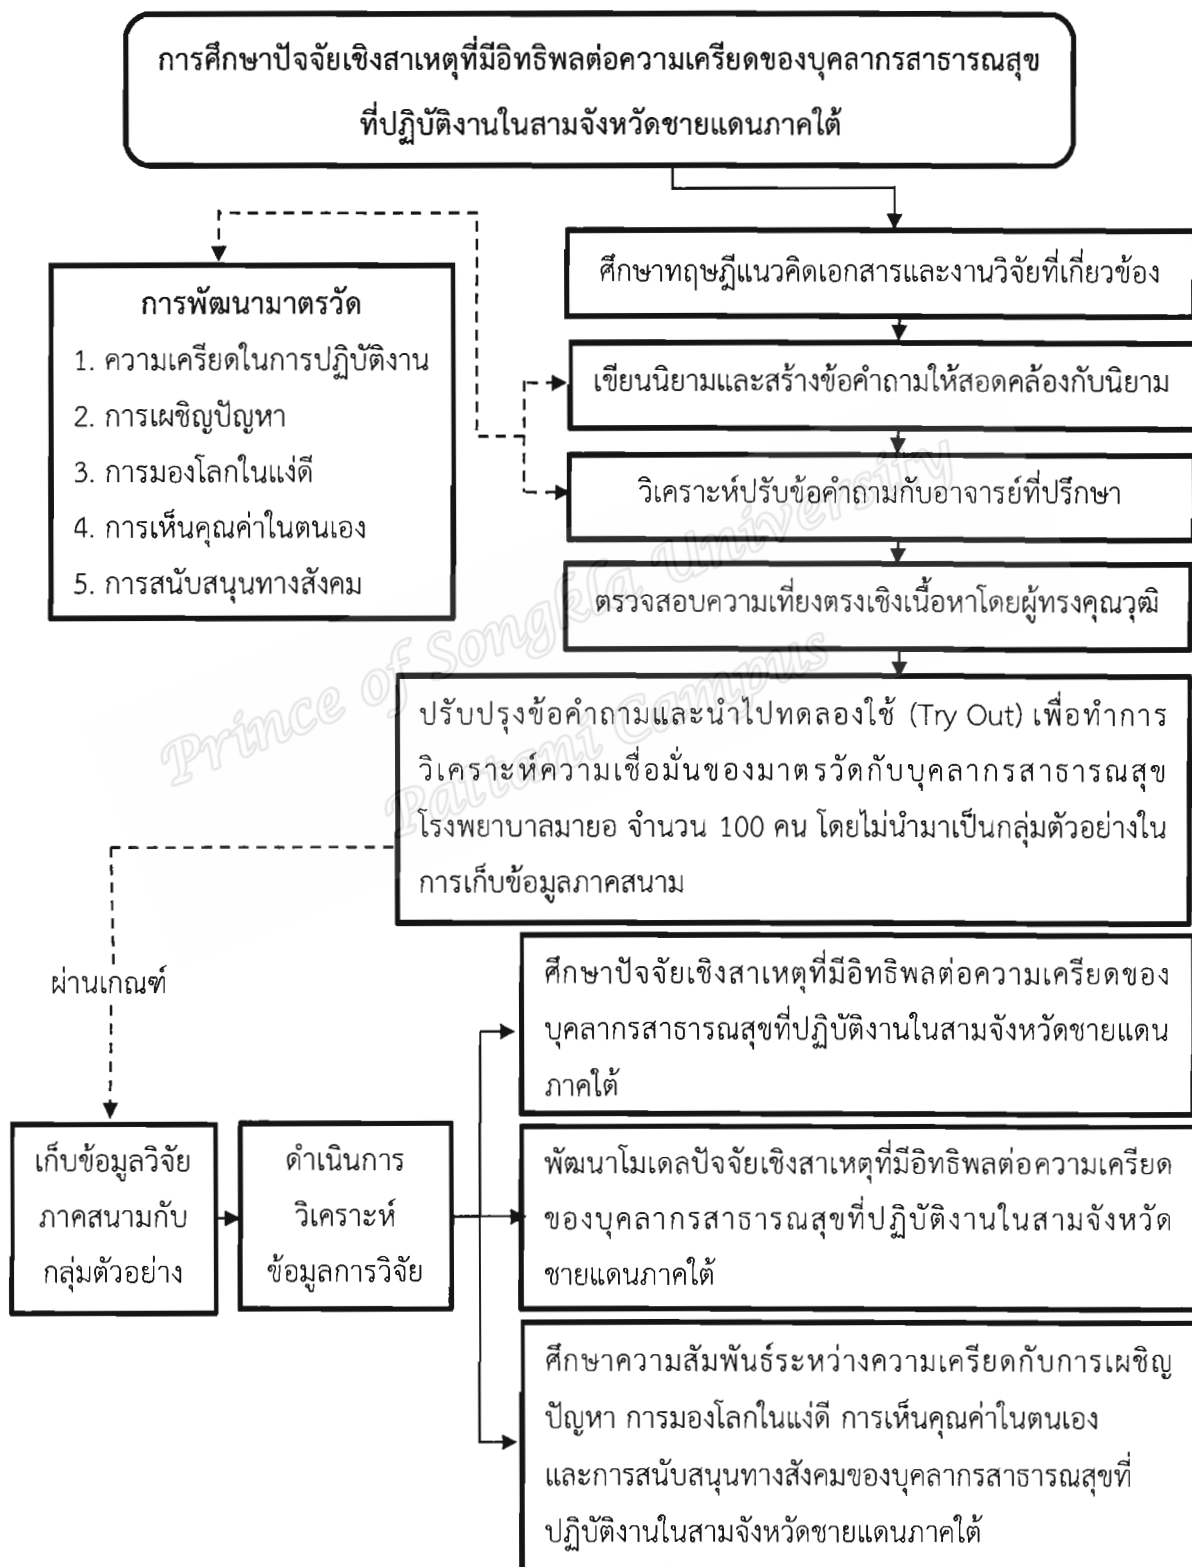 การศึกษาปัจจัยเชิงสาเหตุที่มีอิทธิพลต่อความเครียดของบุคลากรสาธารณสุข
ที่ปฏิบัติงานในสามจังหวัดชายแดนภาคใต้
ศึกษาทฤษฎีแนวคิดเอกสารและงานวิจัยที่เกี่ยวข้อง
การพัฒนามาตรวัด
1. ความเครียดในการปฏิบัติงาน
2. การเผชิญปัญหา
3. การมองโลกในแง่ดี
4. การเห็นคุณค่าในตนเอง
5. การสนับสนุนทางสังคม
เขียนนิยามและสร้างข้อคำถามให้สอดคล้องกับนิยาม
วิเคราะห์ปรับข้อคำถามกับอาจารย์ที่ปรึกษา
ตรวจสอบความเที่ยงตรงเชิงเนื้อหาโดยผู้ทรงคุณวุฒิ
ปรับปรุงข้อคำถามและนำไปทดลองใช้ (Try Out) เพื่อทำการ
วิเคราะห์ความเชื่อมั่นของมาตรวัดกับบุคลากรสาธารณสุข
โรงพยาบาลมายอ จำนวน 100 คน โดยไม่นำมาเป็นกลุ่มตัวอย่างใน
การเก็บข้อมูลภาคสนาม
Prince of Songkla University
Pattani Campus
ผ่านเกณฑ์
เก็บข้อมูลวิจัย
ภาคสนามกับ
กลุ่มตัวอย่าง
ดำเนินการ
วิเคราะห์
ข้อมูลการวิจัย
ศึกษาปัจจัยเชิงสาเหตุที่มีอิทธิพลต่อความเครียดของ
บุคลากรสาธารณสุขที่ปฏิบัติงานในสามจังหวัดชายแดน
ภาคใต้
พัฒนาโมเดลปัจจัยเชิงสาเหตุที่มีอิทธิพลต่อความเครียด
ของบุคลากรสาธารณสุขที่ปฏิบัติงานในสามจังหวัด
ชายแดนภาคใต้
ศึกษาความสัมพันธ์ระหว่างความเครียดกับการเผชิญ
ปัญหา การมองโลกในแง่ดี การเห็นคุณค่าในตนเอง
และการสนับสนุนทางสังคมของบุคลากรสาธารณสุขที่
ปฏิบัติงานในสามจังหวัดชายแดนภาคใต้